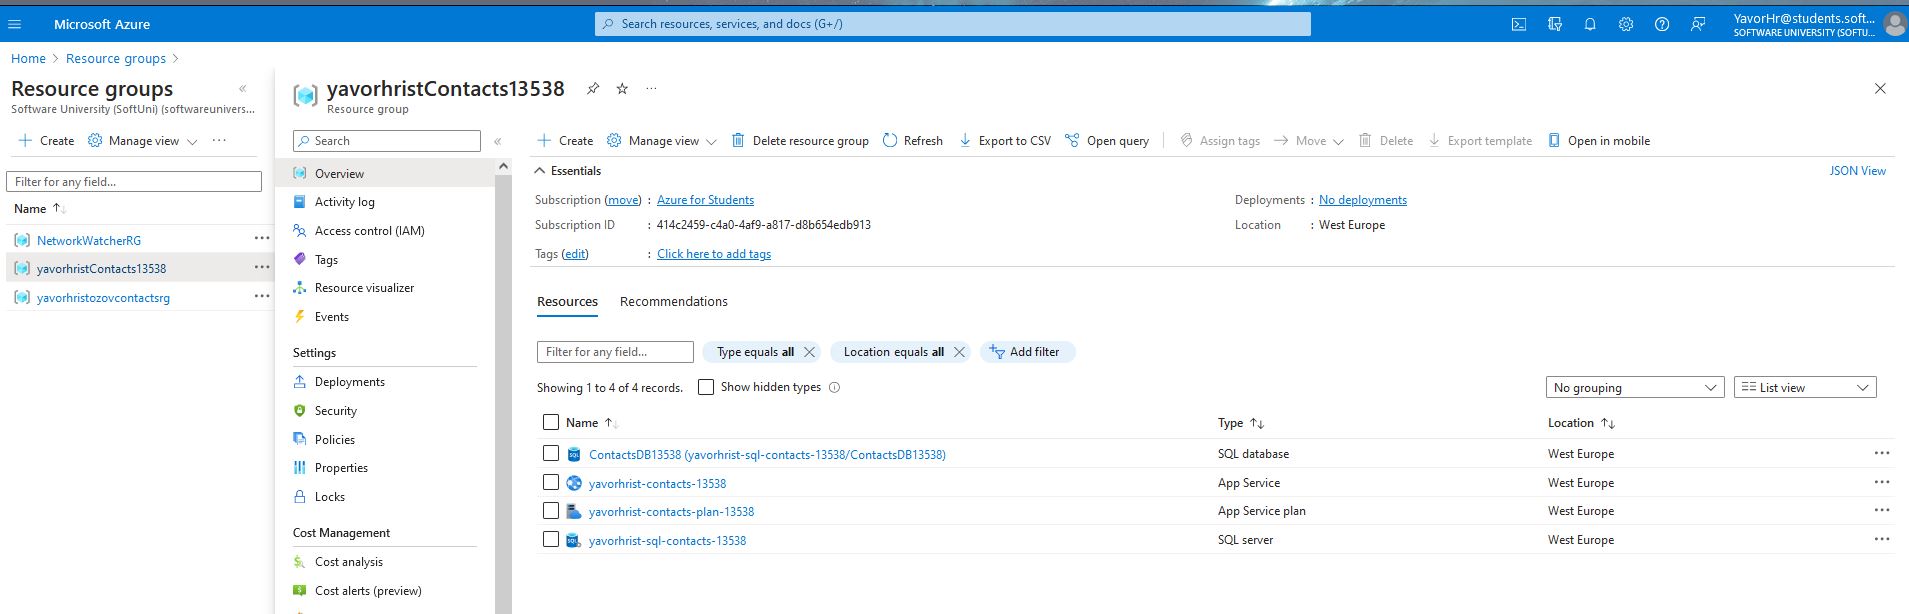 Microsoft Azure
Search resources, services, and docs (G+/)
YavorHr@students.soft...
SOFTWARE UNIVERSITY (SOFTU...
Home > Resource groups >
Resource groups
Software University (SoftUni) (softwareunivers...
Create Manage view ...
Filter for any field...
Name
NetworkWatcherRG
yavorhristContacts13538
yavorhristozovcontactsrg
yavorhristContacts13538
Resource group
Search
Overview
Activity log
Access control (IAM)
Tags
Resource visualizer
Events
Settings
Deployments
Security
Policies
Properties
Locks
Cost Management
Cost analysis
Cost alerts (preview)
Create Manage view Delete resource group Refresh Export to CSV Open query Assign tags Move Delete Export template Open in mobile
Essentials
JSON View
Subscription (move) : Azure for Students
Subscription ID : 414c2459-c4a0-4af9-a817-d8b654edb913
Tags (edit) : Click here to add tags
Deployments : No deployments
Location : West Europe
Resources Recommendations
Filter for any field... Type equals all Location equals all Add filter
Showing 1 to 4 of 4 records. Show hidden types
No grouping List view
Name Type Location
ContactsDB13538 (yavorhrist-sql-contacts-13538/ContactsDB13538) SQL database West Europe
yavorhrist-contacts-13538 App Service West Europe
yavorhrist-contacts-plan-13538 App Service plan West Europe
yavorhrist-sql-contacts-13538 SQL server West Europe